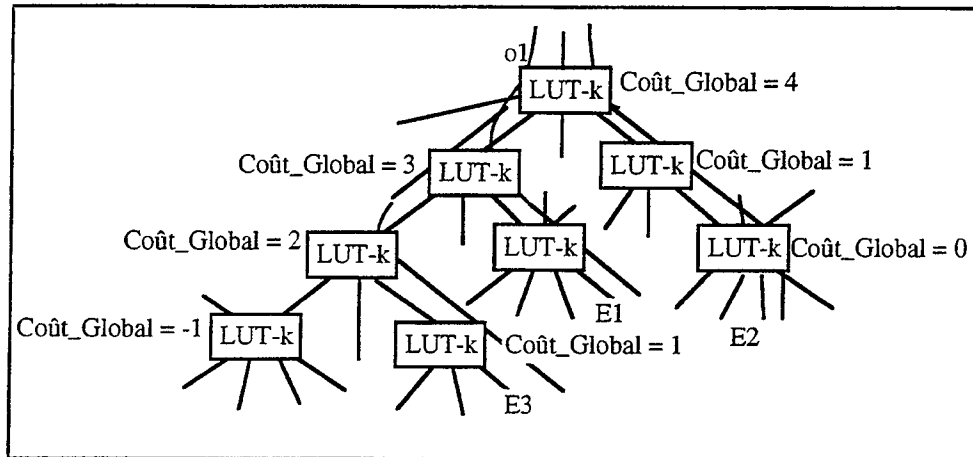 o1
LUT-k Coût_Global = 4
Coût_Global = 3 LUT-k LUT-k Coût_Global = 1
Coût_Global = 2 LUT-k LUT-k LUT-k Coût_Global = 0
E1
Coût_Global = -1 LUT-k LUT-k Coût_Global = 1 E2
E3